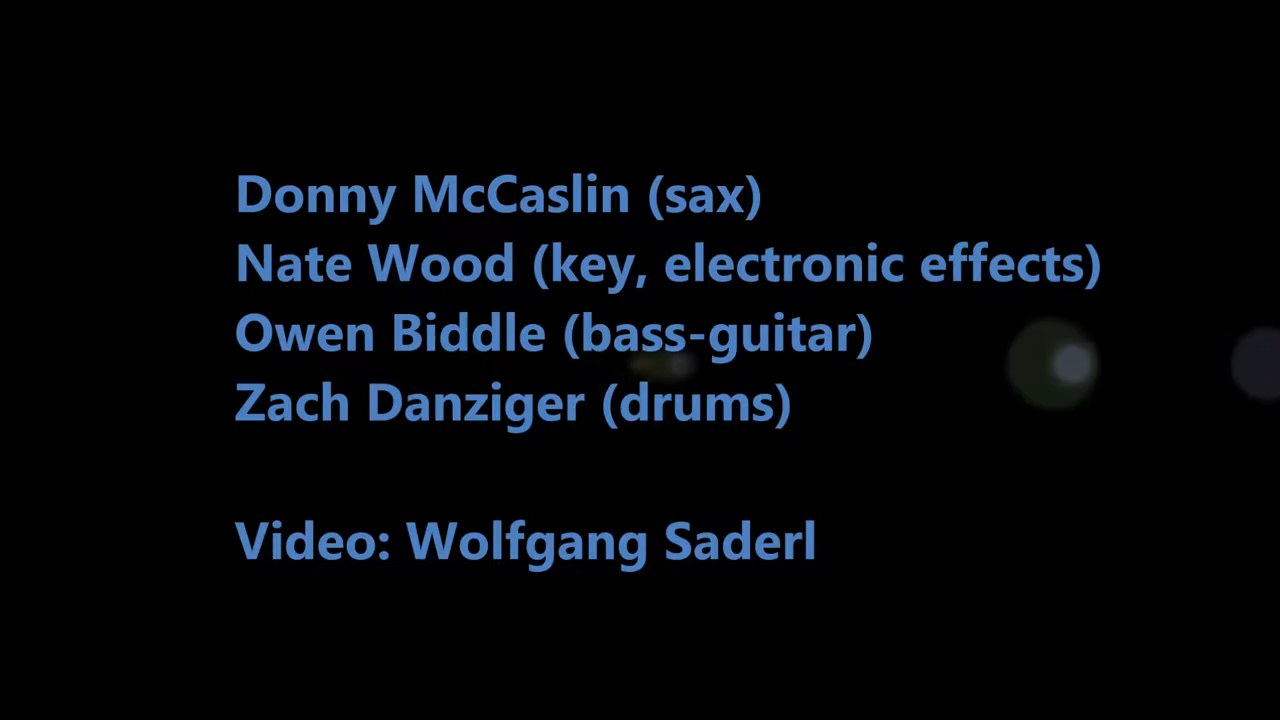 Donny McCaslin (sax)
Nate Wood (key, electronic effects)
Owen Biddle (bass-guitar)
Zach Danziger (drums)
Video: Wolfgang Saderl